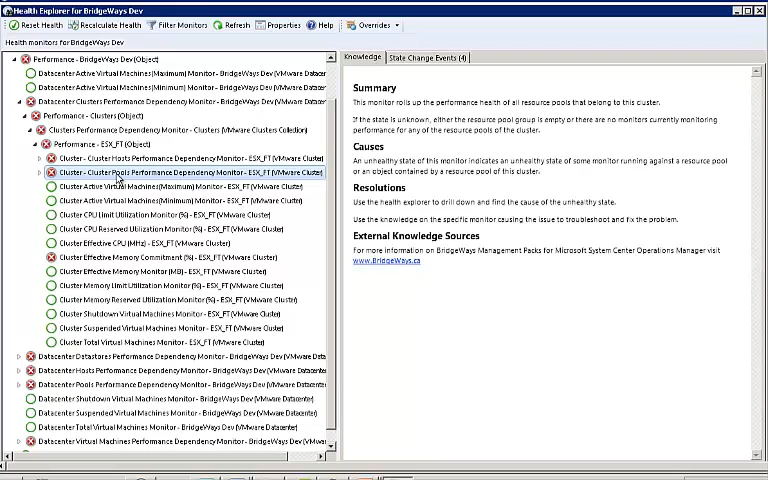 Health Explorer for BridgeWays Dev
Reset Health Recalculate Health Filter Monitors Refresh Properties Help Overrides
Health monitors for BridgeWays Dev
Performance - BridgeWays Dev (Object)
Datacenter Active Virtual Machines(Maximum) Monitor - BridgeWays Dev (VMware Datacen
Datacenter Active Virtual Machines(Minimum) Monitor - BridgeWays Dev (VMware Datacen
Datacenter Clusters Performance Dependency Monitor - BridgeWays Dev (VMware Datacer
Performance - Clusters (Object)
Clusters Performance Dependency Monitor - Clusters (VMware Clusters Collection)
Performance - ESX_FT (Object)
Cluster - Cluster Hosts Performance Dependency Monitor - ESX_FT (VMware Cluster)
Cluster - Cluster Pools Performance Dependency Monitor - ESX_FT (VMware Cluster)
Cluster Active Virtual Machines(Maximum) Monitor - ESX_FT (VMware Cluster)
Cluster Active Virtual Machines(Minimum) Monitor - ESX_FT (VMware Cluster)
Cluster CPU Limit Utilization Monitor (%) - ESX_FT (VMware Cluster)
Cluster CPU Reserved Utilization Monitor (%) - ESX_FT (VMware Cluster)
Cluster Effective CPU (MHz) - ESX_FT (VMware Cluster)
Cluster Effective Memory Commitment (%) - ESX_FT (VMware Cluster)
Cluster Effective Memory Monitor (MB) - ESX_FT (VMware Cluster)
Cluster Memory Limit Utilization Monitor (%) - ESX_FT (VMware Cluster)
Cluster Memory Reserved Utilization Monitor (%) - ESX_FT (VMware Cluster)
Cluster Shutdown Virtual Machines Monitor - ESX_FT (VMware Cluster)
Cluster Suspended Virtual Machines Monitor - ESX_FT (VMware Cluster)
Cluster Total Virtual Machines Monitor - ESX_FT (VMware Cluster)
Datacenter Datastores Performance Dependency Monitor - BridgeWays Dev (VMware Data
Datacenter Hosts Performance Dependency Monitor - BridgeWays Dev (VMware Datacente
Datacenter Pools Performance Dependency Monitor - BridgeWays Dev (VMware Datacenter
Datacenter Shutdown Virtual Machines Monitor - BridgeWays Dev (VMware Datacenter)
Datacenter Suspended Virtual Machines Monitor - BridgeWays Dev (VMware Datacenter)
Datacenter Total Virtual Machines Monitor - BridgeWays Dev (VMware Datacenter)
Datacenter Virtual Machines Performance Dependency Monitor - BridgeWays Dev (VMware
Knowledge State Change Events (4)
Summary
This monitor rolls up the performance health of all resource pools that belong to this cluster.
If the state is unknown, either the resource pool group is empty or there are no monitors currently monitoring
performance for any of the resource pools of the cluster.
Causes
An unhealthy state of this monitor indicates an unhealthy state of some monitor running against a resource pool
or an object contained by a resource pool of this cluster.
Resolutions
Use the health explorer to drill down and find the cause of the unhealthy state.
Use the knowledge on the specific monitor causing the issue to troubleshoot and fix the problem.
External Knowledge Sources
For more information on BridgeWays Management Packs for Microsoft System Center Operations Manager visit
www.BridgeWays.ca